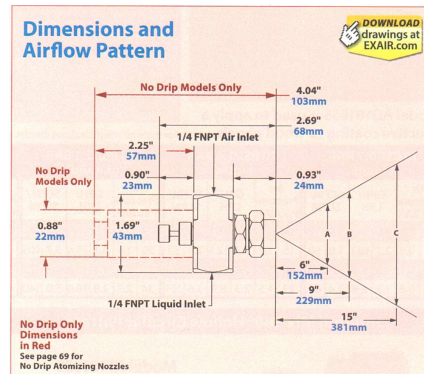 Dimensions and
Airflow Pattern
DOWNLOAD
drawings at
EXAIR.com
No Drip Models Only
4.04"
103mm
2.69"
68mm
1/4 FNPT Air Inlet
2.25"
57mm
0.90"
23mm
0.93"
24mm
No Drip
Models Only
0.88"
22mm
1.69"
43mm
A
B
C
6"
152mm
9"
229mm
1/4 FNPT Liquid Inlet
15"
381mm
No Drip Only
Dimensions
in Red
See page 69 for
No Drip Atomizing Nozzles